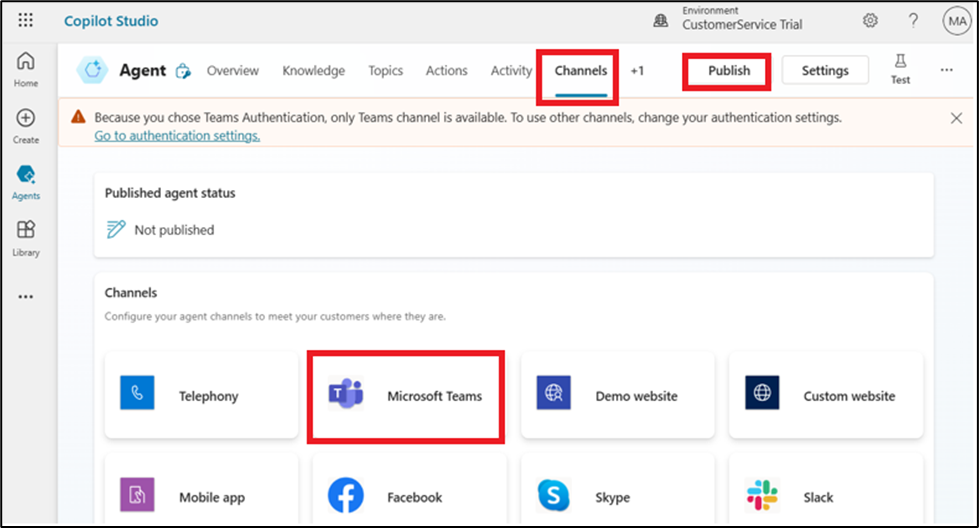 Copilot Studio
Environment
CustomerService Trial
?
MA
Home
Create
Agents
Library
Agent Overview Knowledge Topics Actions Activity Channels +1 Publish Settings Test
Because you chose Teams Authentication, only Teams channel is available. To use other channels, change your authentication settings.
Go to authentication settings.
Published agent status
Not published
Channels
Configure your agent channels to meet your customers where they are.
Telephony Microsoft Teams Demo website Custom website
Mobile app Facebook Skype Slack